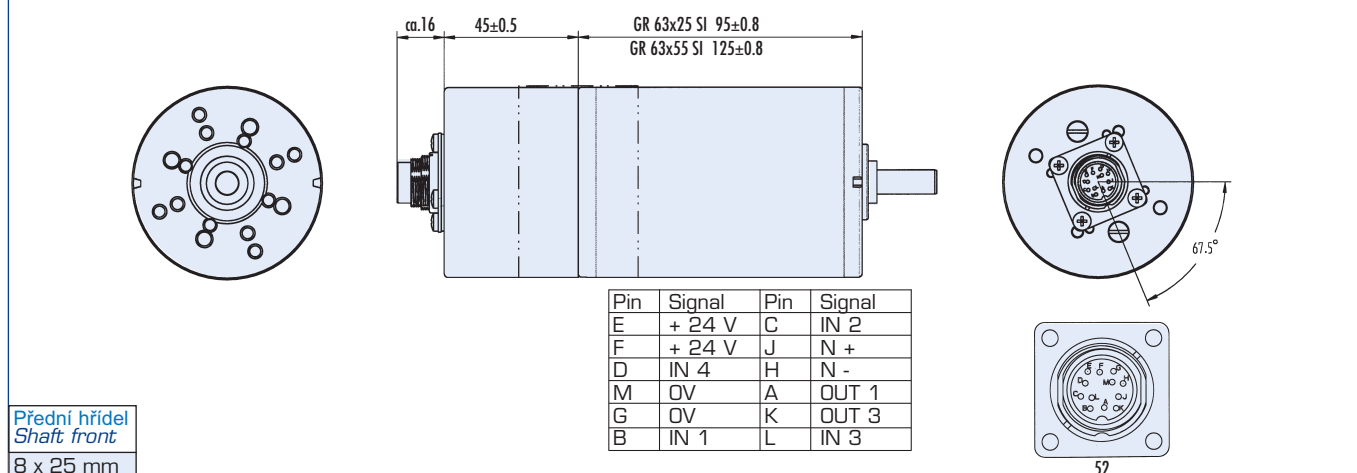 ca.16 45±0.5 GR 63x25 SI 95±0.8
GR 63x55 SI 125±0.8
67.5°
Pin Signal Pin Signal
E + 24 V C IN 2
F + 24 V J N +
D IN 4 H N -
M 0V A OUT 1
G 0V K OUT 3
B IN 1 L IN 3
E F G
D M H
C L J
B A K
52
Přední hřídel
Shaft front
8 x 25 mm